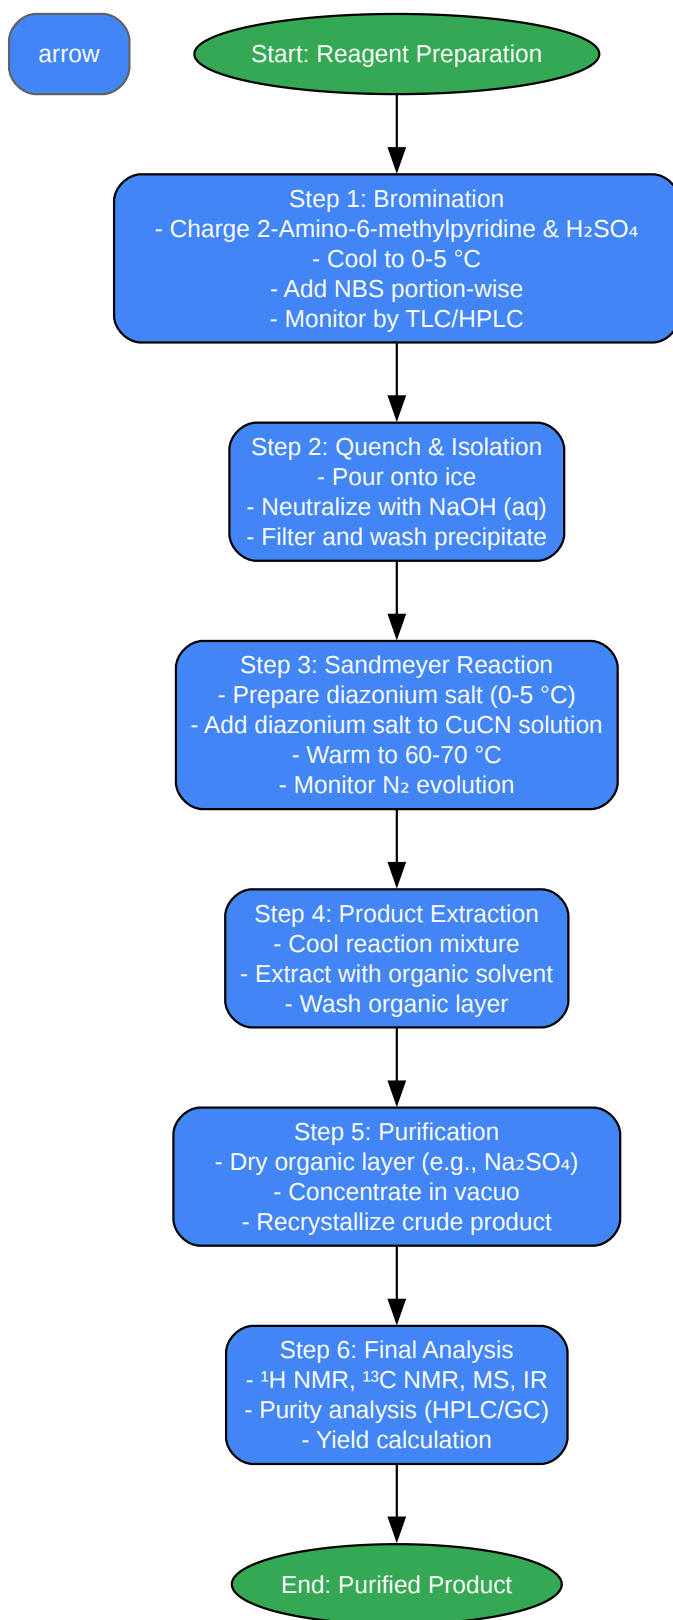 arrow
Start: Reagent Preparation
Step 1: Bromination
- Charge 2-Amino-6-methylpyridine & H₂SO₄
- Cool to 0-5 °C
- Add NBS portion-wise
- Monitor by TLC/HPLC
Step 2: Quench & Isolation
- Pour onto ice
- Neutralize with NaOH (aq)
- Filter and wash precipitate
Step 3: Sandmeyer Reaction
- Prepare diazonium salt (0-5 °C)
- Add diazonium salt to CuCN solution
- Warm to 60-70 °C
- Monitor N₂ evolution
Step 4: Product Extraction
- Cool reaction mixture
- Extract with organic solvent
- Wash organic layer
Step 5: Purification
- Dry organic layer (e.g., Na₂SO₄)
- Concentrate in vacuo
- Recrystallize crude product
Step 6: Final Analysis
- ¹H NMR, ¹³C NMR, MS, IR
- Purity analysis (HPLC/GC)
- Yield calculation
End: Purified Product